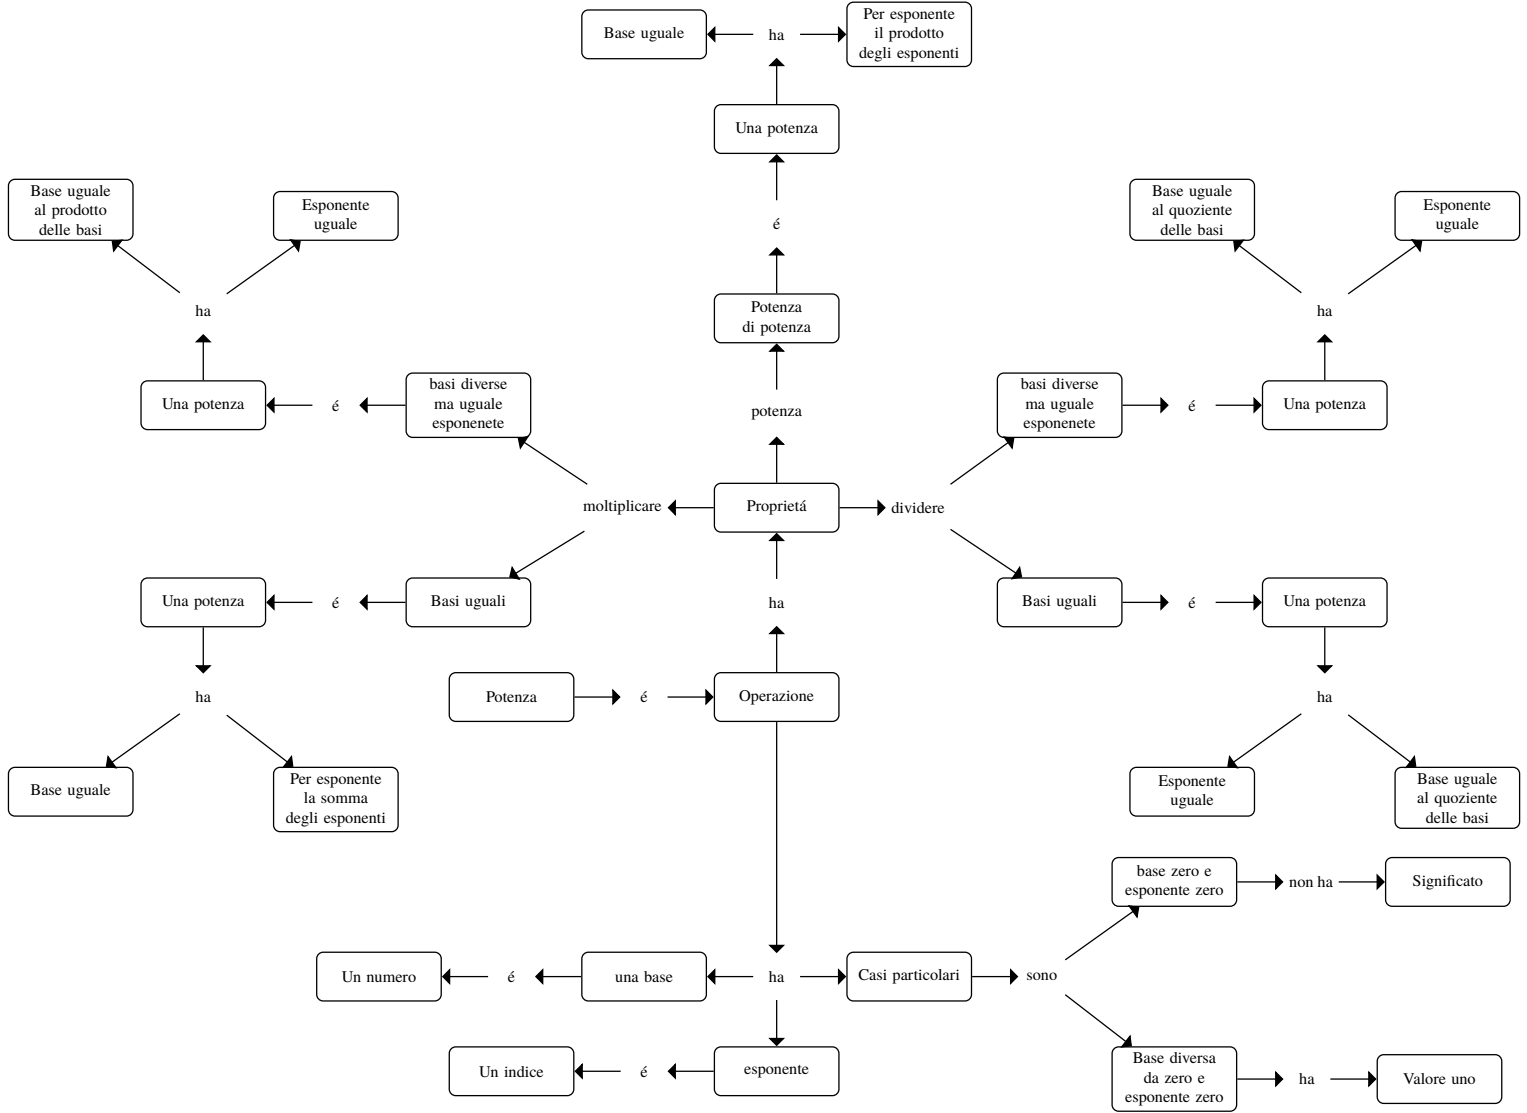 Base uguale
ha
Per esponente
il prodotto
degli esponenti
Una potenza
Base uguale
al prodotto
delle basi
Esponente
uguale
é
Base uguale
al quoziente
delle basi
Esponente
uguale
ha
Potenza
di potenza
ha
Una potenza
é
basi diverse
ma uguale
esponenete
potenza
basi diverse
ma uguale
esponenete
é
Una potenza
moltiplicare
Proprietá
dividere
Una potenza
é
Basi uguali
ha
Basi uguali
é
Una potenza
ha
Potenza
é
Operazione
ha
Base uguale
Per esponente
la somma
degli esponenti
Esponente
uguale
Base uguale
al quoziente
delle basi
base zero e
esponente zero
non ha
Significato
Un numero
é
una base
ha
Casi particolari
sono
Un indice
é
esponente
Base diversa
da zero e
esponente zero
ha
Valore uno